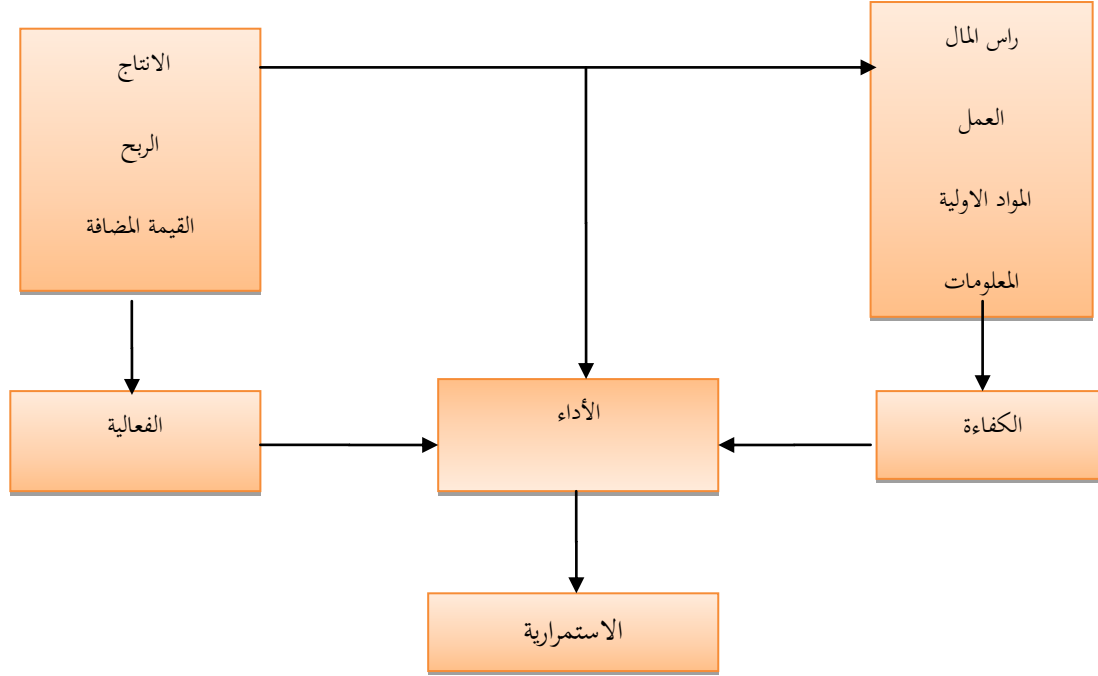 راس المال
العمل
المواد الاولية
المعلومات
الانتاج
الربح
القيمة المضافة
الكفاءة
الأداء
الفعالية
الاستمرارية